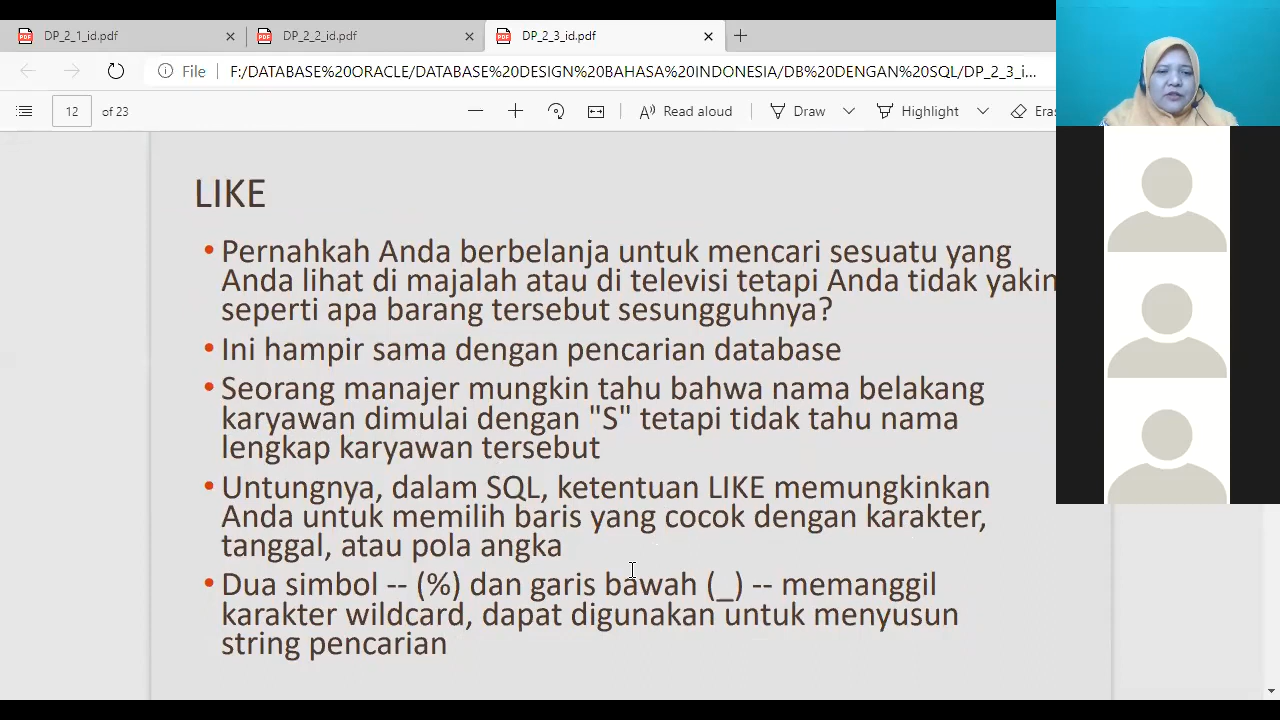 DP_2_1_id.pdf
DP_2_2_id.pdf
DP_2_3_id.pdf
File
F:/DATABASE%20ORACLE/DATABASE%20DESIGN%20BAHASA%20INDONESIA/DB%20DENGAN%20SQL/DP_2_3_i...
12 of 23
Read aloud
Draw
Highlight
Eras
LIKE
• Pernahkah Anda berbelanja untuk mencari sesuatu yang
Anda lihat di majalah atau di televisi tetapi Anda tidak yakin
seperti apa barang tersebut sesungguhnya?
• Ini hampir sama dengan pencarian database
• Seorang manajer mungkin tahu bahwa nama belakang
karyawan dimulai dengan "S" tetapi tidak tahu nama
lengkap karyawan tersebut
• Untungnya, dalam SQL, ketentuan LIKE memungkinkan
Anda untuk memilih baris yang cocok dengan karakter,
tanggal, atau pola angka
• Dua simbol -- (%) dan garis bawah (_) -- memanggil
karakter wildcard, dapat digunakan untuk menyusun
string pencarian